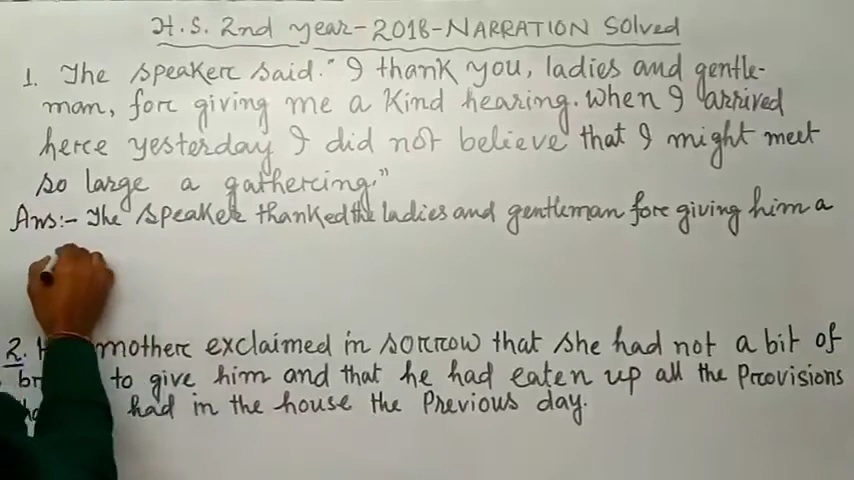 H.S. 2nd year-2018-NARRATION Solved
1. The speaker said." I thank you, ladies and gentle-
man, for giving me a Kind hearing. When I arrived
here yesterday I did not believe that I might meet
so large a gathering."
Ans:- The speaker thanked the ladies and gentleman for giving him a
2. mother exclaimed in sorrow that she had not a bit of
to give him and that he had eaten up all the Provisions
had in the house the Previous day.